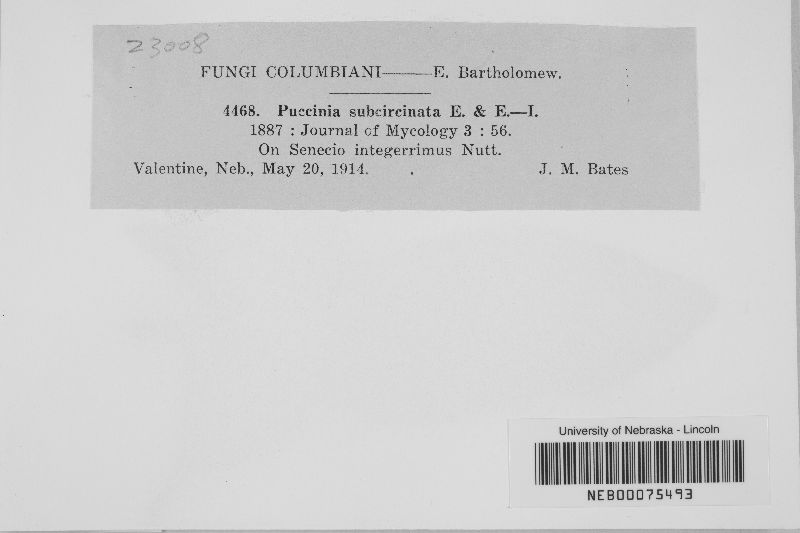 23008
FUNGI COLUMBIANI——E. Bartholomew.
4468. Puccinia subcircinata E. & E.—I.
1887 : Journal of Mycology 3 : 56.
On Senecio integerrimus Nutt.
Valentine, Neb., May 20, 1914. J. M. Bates
University of Nebraska - Lincoln
NEB00075493